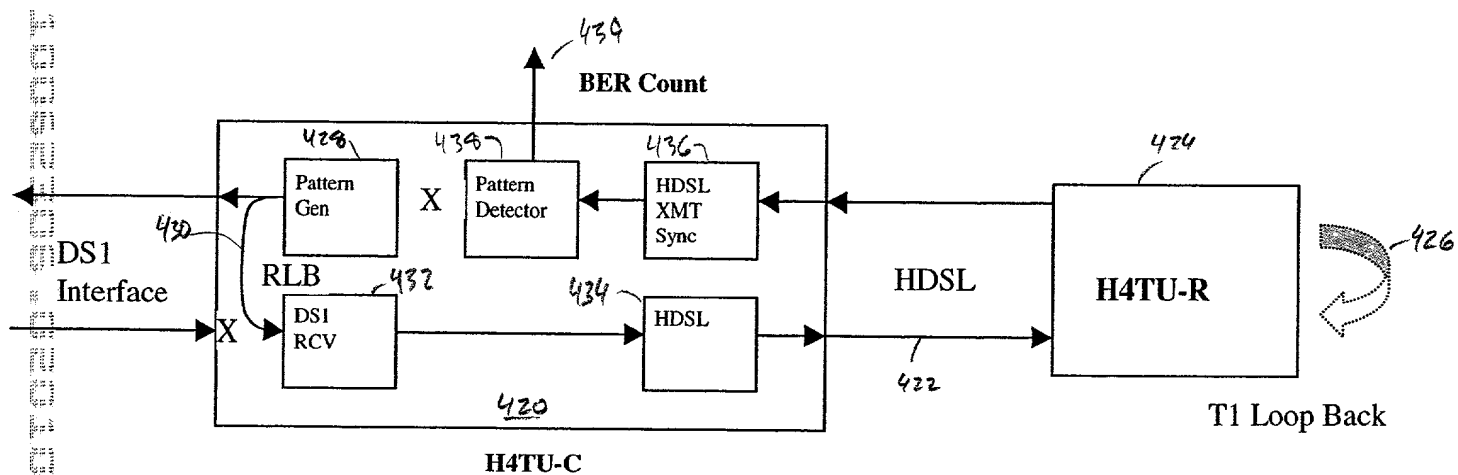 439
BER Count
428
Pattern
Gen
X
438
Pattern
Detector
436
HDSL
XMT
Sync
424
430
DS1
Interface
RLB
432
X
DS1
RCV
434
HDSL
HDSL
422
H4TU-R
426
T1 Loop Back
420
H4TU-C